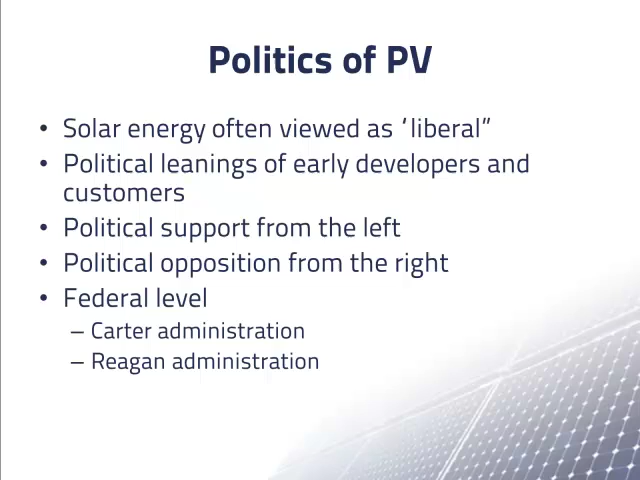 Politics of PV
• Solar energy often viewed as ‘liberal”
• Political leanings of early developers and
customers
• Political support from the left
• Political opposition from the right
• Federal level
– Carter administration
– Reagan administration